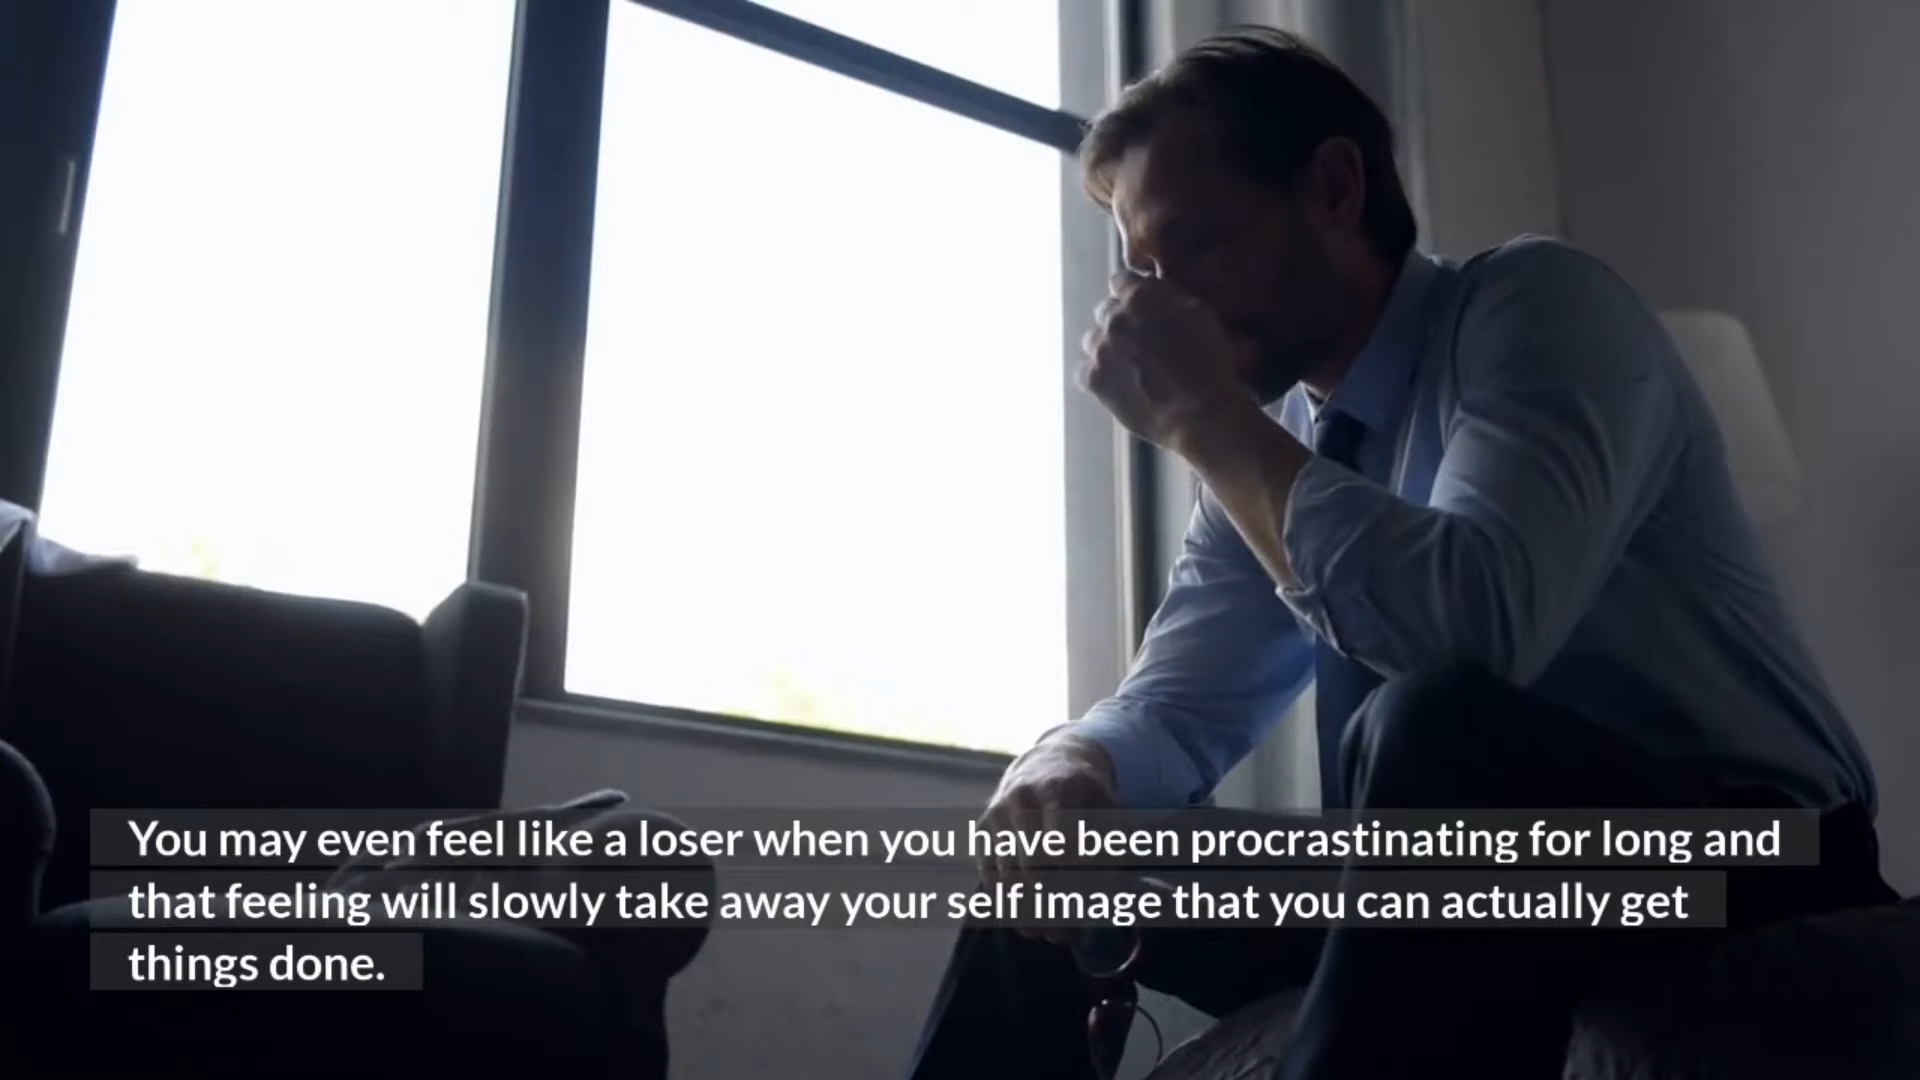 You may even feel like a loser when you have been procrastinating for long and
that feeling will slowly take away your self image that you can actually get
things done.